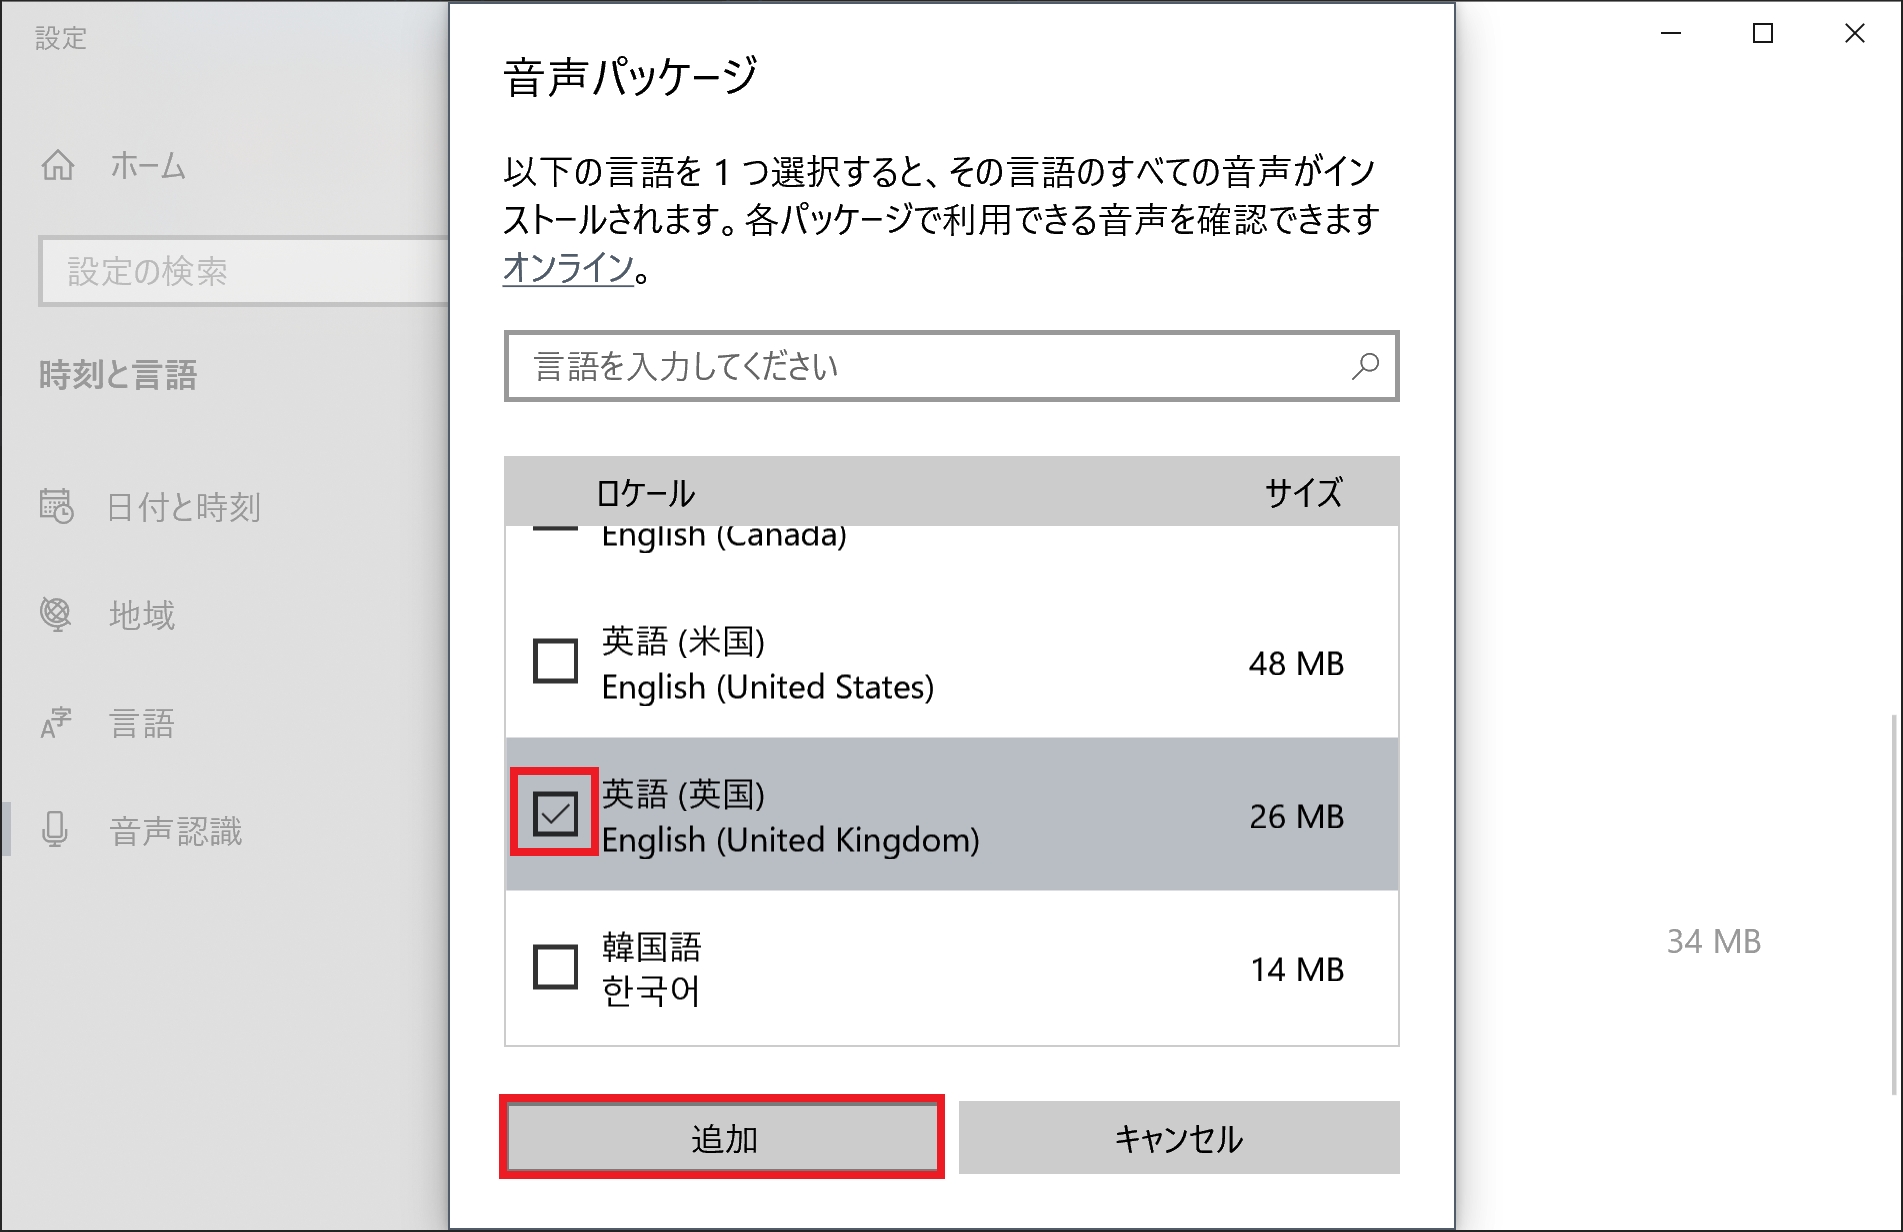 設定
ホーム
設定の検索
時刻と言語
日付と時刻
地域
言語
音声認識
音声パッケージ
以下の言語を 1 つ選択すると、その言語のすべての音声がイン
ストールされます。各パッケージで利用できる音声を確認できます
オンライン。
言語を入力してください
ロケール サイズ
English (Canada)
英語 (米国)
English (United States)
48 MB
英語 (英国)
English (United Kingdom)
26 MB
韓国語
한국어
14 MB
追加 キャンセル
34 MB